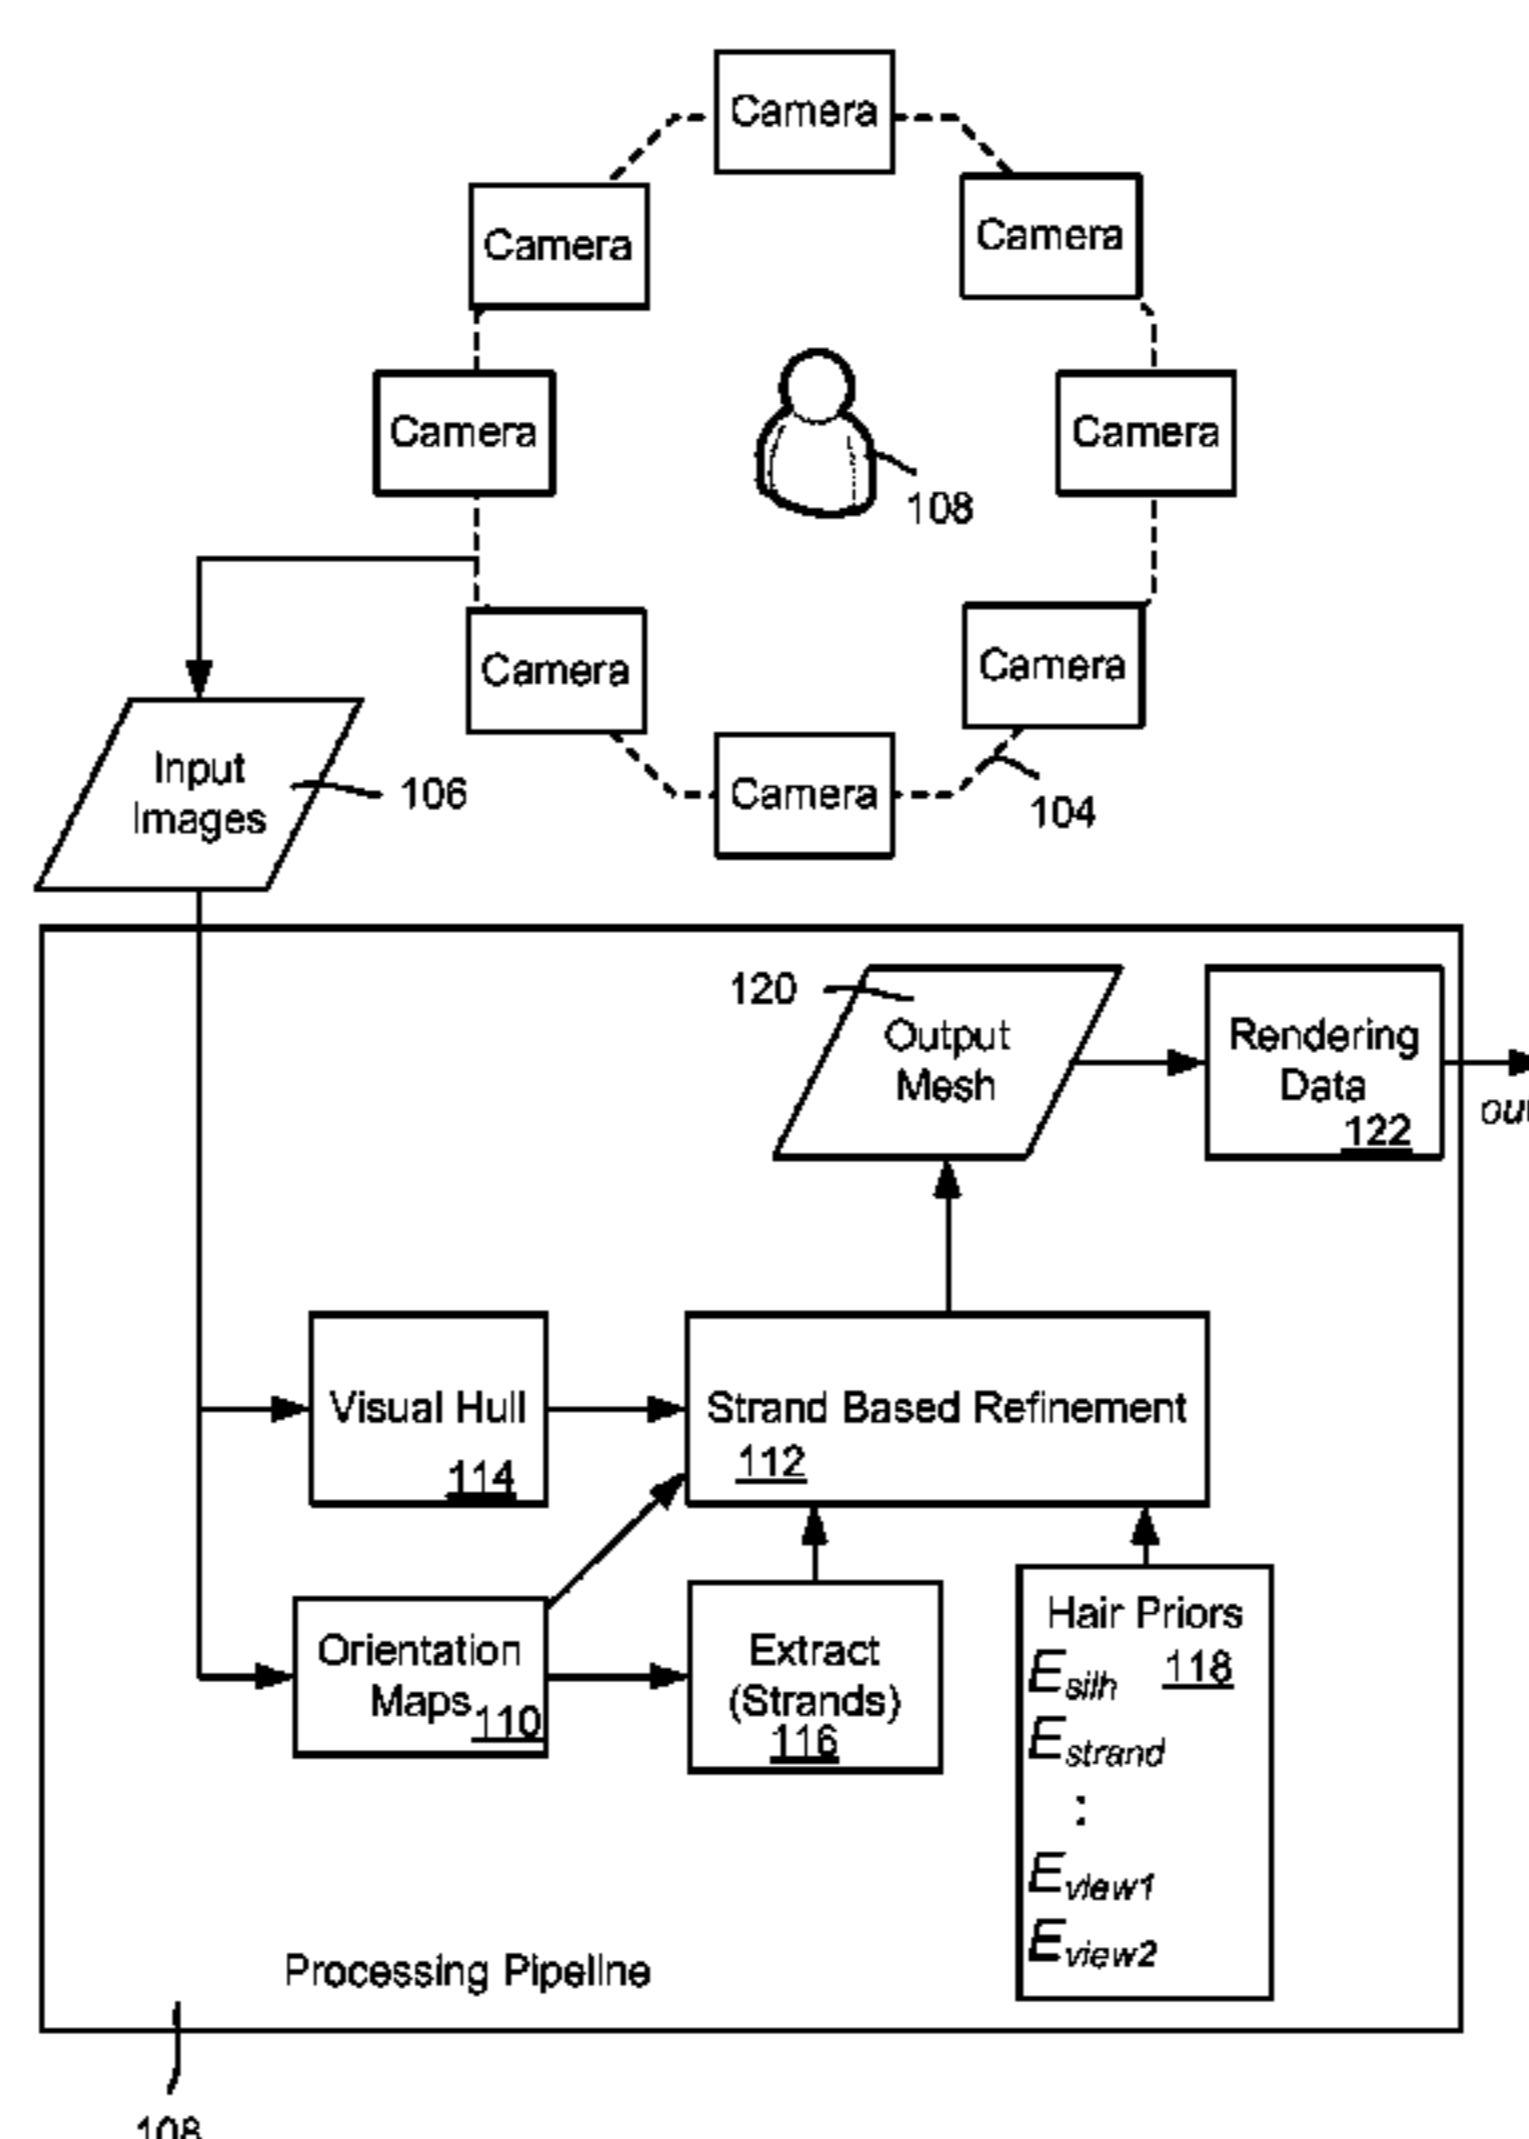 Camera
Camera
Camera
Camera
Camera
108
Camera
Camera
Camera
104
Input
Images
106
120
Output
Mesh
Rendering
Data
122
Visual Hull
114
Strand Based Refinement
112
Orientation
Maps
110
Extract
(Strands)
116
Hair Priors
118
Esilh
Estrand
:
Eview1
Eview2
Processing Pipeline
108